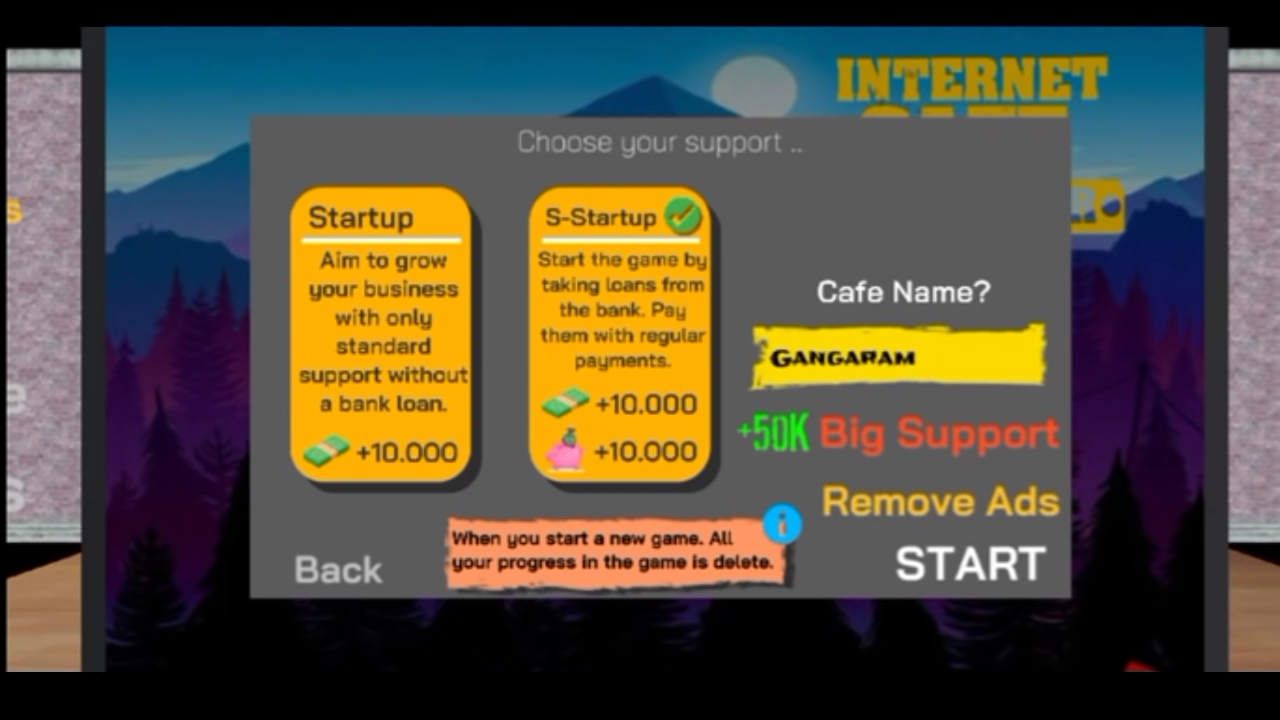 INTERNET
Choose your support ..
Startup
Aim to grow
your business
with only
standard
support without
a bank loan.
+10.000
S-Startup
Start the game by
taking loans from
the bank. Pay
them with regular
payments.
+10.000
+10.000
Cafe Name?
GANGARAM
+50K Big Support
Remove Ads
START
When you start a new game. All
your progress in the game is delete.
i
Back